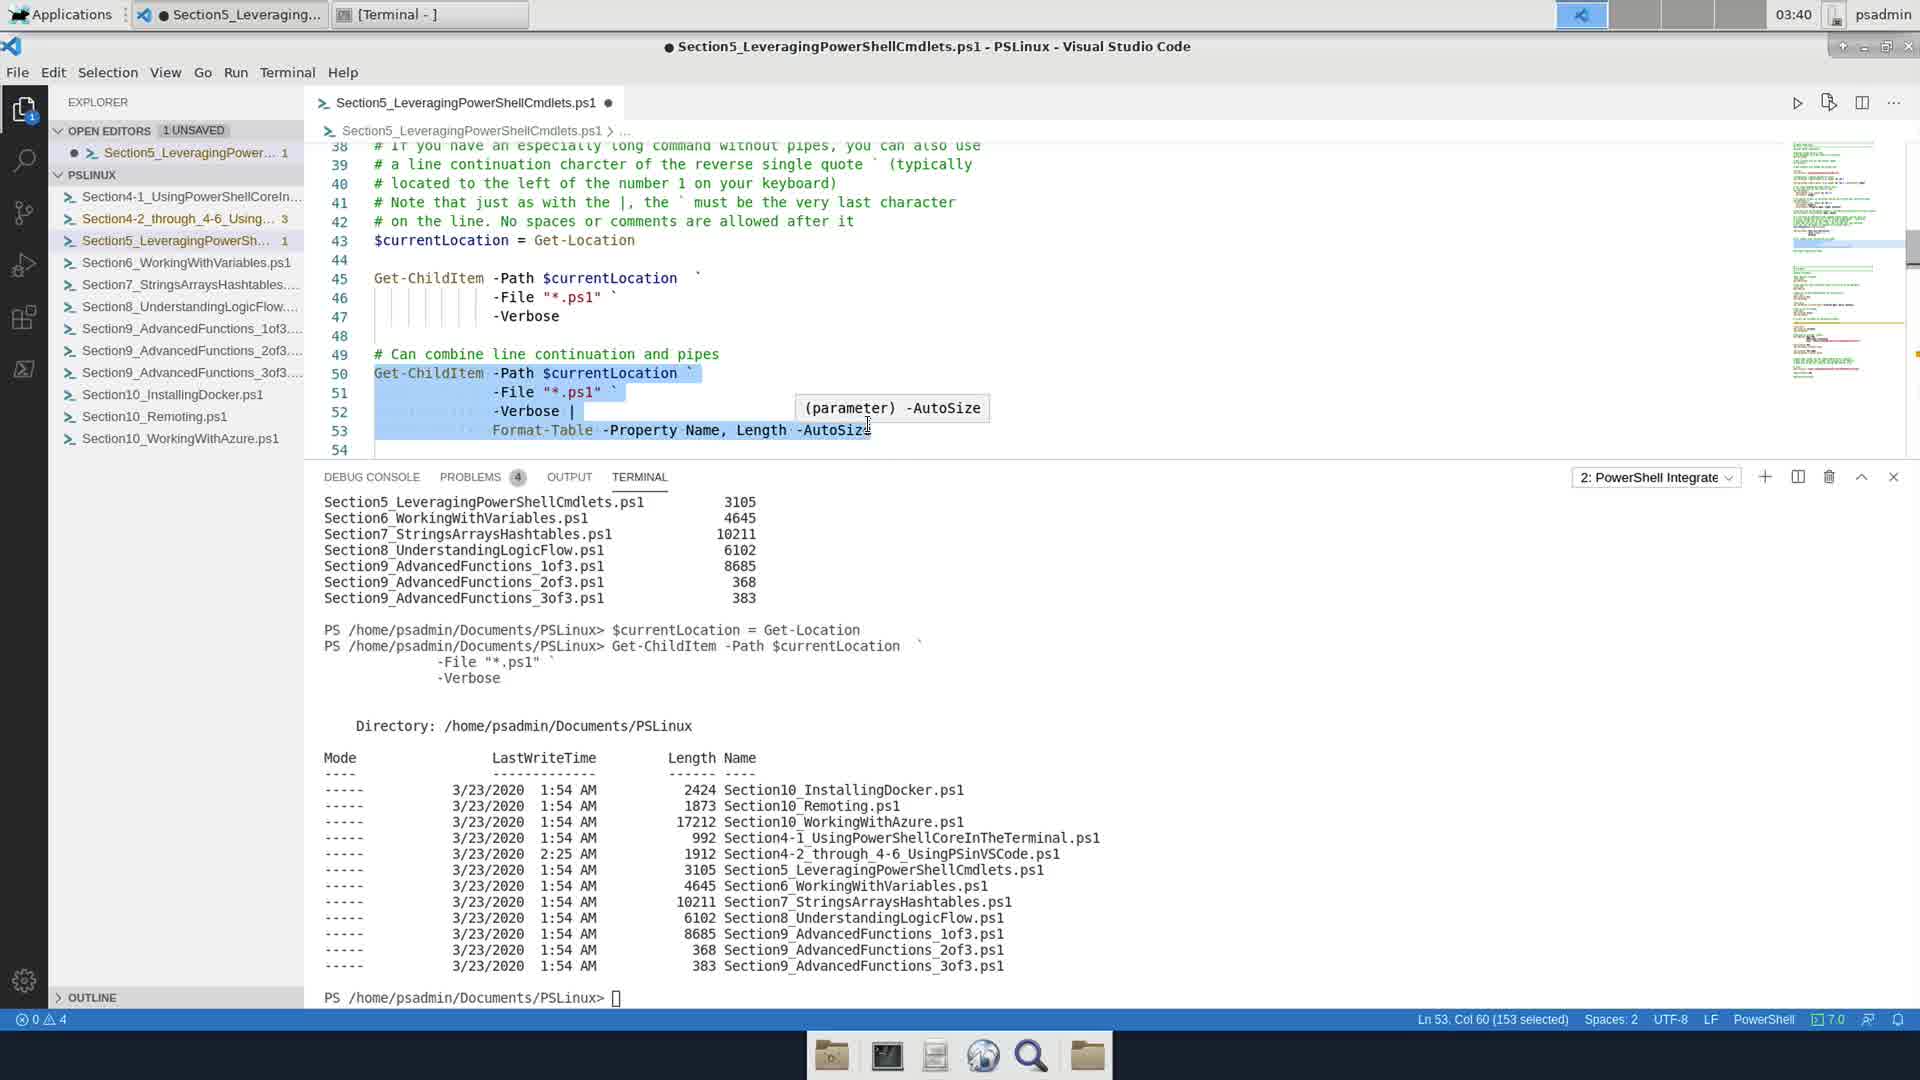 Applications
● Section5_Leveraging...
[Terminal - ]
03:40
psadmin
● Section5_LeveragingPowerShellCmdlets.ps1 - PSLinux - Visual Studio Code
File Edit Selection View Go Run Terminal Help
EXPLORER
OPEN EDITORS 1 UNSAVED
● Section5_LeveragingPower... 1
PSLINUX
Section4-1_UsingPowerShellCoreIn...
Section4-2_through_4-6_Using... 3
Section5_LeveragingPowerSh... 1
Section6_WorkingWithVariables.ps1
Section7_StringsArraysHashtables....
Section8_UnderstandingLogicFlow....
Section9_AdvancedFunctions_1of3....
Section9_AdvancedFunctions_2of3....
Section9_AdvancedFunctions_3of3....
Section10_InstallingDocker.ps1
Section10_Remoting.ps1
Section10_WorkingWithAzure.ps1
OUTLINE
1
Section5_LeveragingPowerShellCmdlets.ps1 ●
Section5_LeveragingPowerShellCmdlets.ps1 > ...
38 # If you have an especially long command without pipes, you can also use
39 # a line continuation charcter of the reverse single quote ` (typically
40 # located to the left of the number 1 on your keyboard)
41 # Note that just as with the |, the ` must be the very last character
42 # on the line. No spaces or comments are allowed after it
43 $currentLocation = Get-Location
44
45 Get-ChildItem -Path $currentLocation  `
46 -File "*.ps1" `
47 -Verbose
48
49 # Can combine line continuation and pipes
50 Get-ChildItem -Path $currentLocation `
51 -File "*.ps1" `
52 -Verbose |
53 Format-Table -Property Name, Length -AutoSize
54
(parameter) -AutoSize
DEBUG CONSOLE PROBLEMS 4 OUTPUT TERMINAL
2: PowerShell Integrate
Section5_LeveragingPowerShellCmdlets.ps1 3105
Section6_WorkingWithVariables.ps1 4645
Section7_StringsArraysHashtables.ps1 10211
Section8_UnderstandingLogicFlow.ps1 6102
Section9_AdvancedFunctions_1of3.ps1 8685
Section9_AdvancedFunctions_2of3.ps1 368
Section9_AdvancedFunctions_3of3.ps1 383
PS /home/psadmin/Documents/PSLinux> $currentLocation = Get-Location
PS /home/psadmin/Documents/PSLinux> Get-ChildItem -Path $currentLocation  `
-File "*.ps1" `
-Verbose
Directory: /home/psadmin/Documents/PSLinux
Mode LastWriteTime Length Name
---- ------------- ------ ----
----- 3/23/2020 1:54 AM 2424 Section10_InstallingDocker.ps1
----- 3/23/2020 1:54 AM 1873 Section10_Remoting.ps1
----- 3/23/2020 1:54 AM 17212 Section10_WorkingWithAzure.ps1
----- 3/23/2020 1:54 AM 992 Section4-1_UsingPowerShellCoreInTheTerminal.ps1
----- 3/23/2020 2:25 AM 1912 Section4-2_through_4-6_UsingPSinVSCode.ps1
----- 3/23/2020 1:54 AM 3105 Section5_LeveragingPowerShellCmdlets.ps1
----- 3/23/2020 1:54 AM 4645 Section6_WorkingWithVariables.ps1
----- 3/23/2020 1:54 AM 10211 Section7_StringsArraysHashtables.ps1
----- 3/23/2020 1:54 AM 6102 Section8_UnderstandingLogicFlow.ps1
----- 3/23/2020 1:54 AM 8685 Section9_AdvancedFunctions_1of3.ps1
----- 3/23/2020 1:54 AM 368 Section9_AdvancedFunctions_2of3.ps1
----- 3/23/2020 1:54 AM 383 Section9_AdvancedFunctions_3of3.ps1
PS /home/psadmin/Documents/PSLinux>
0 4
Ln 53, Col 60 (153 selected) Spaces: 2 UTF-8 LF PowerShell 7.0